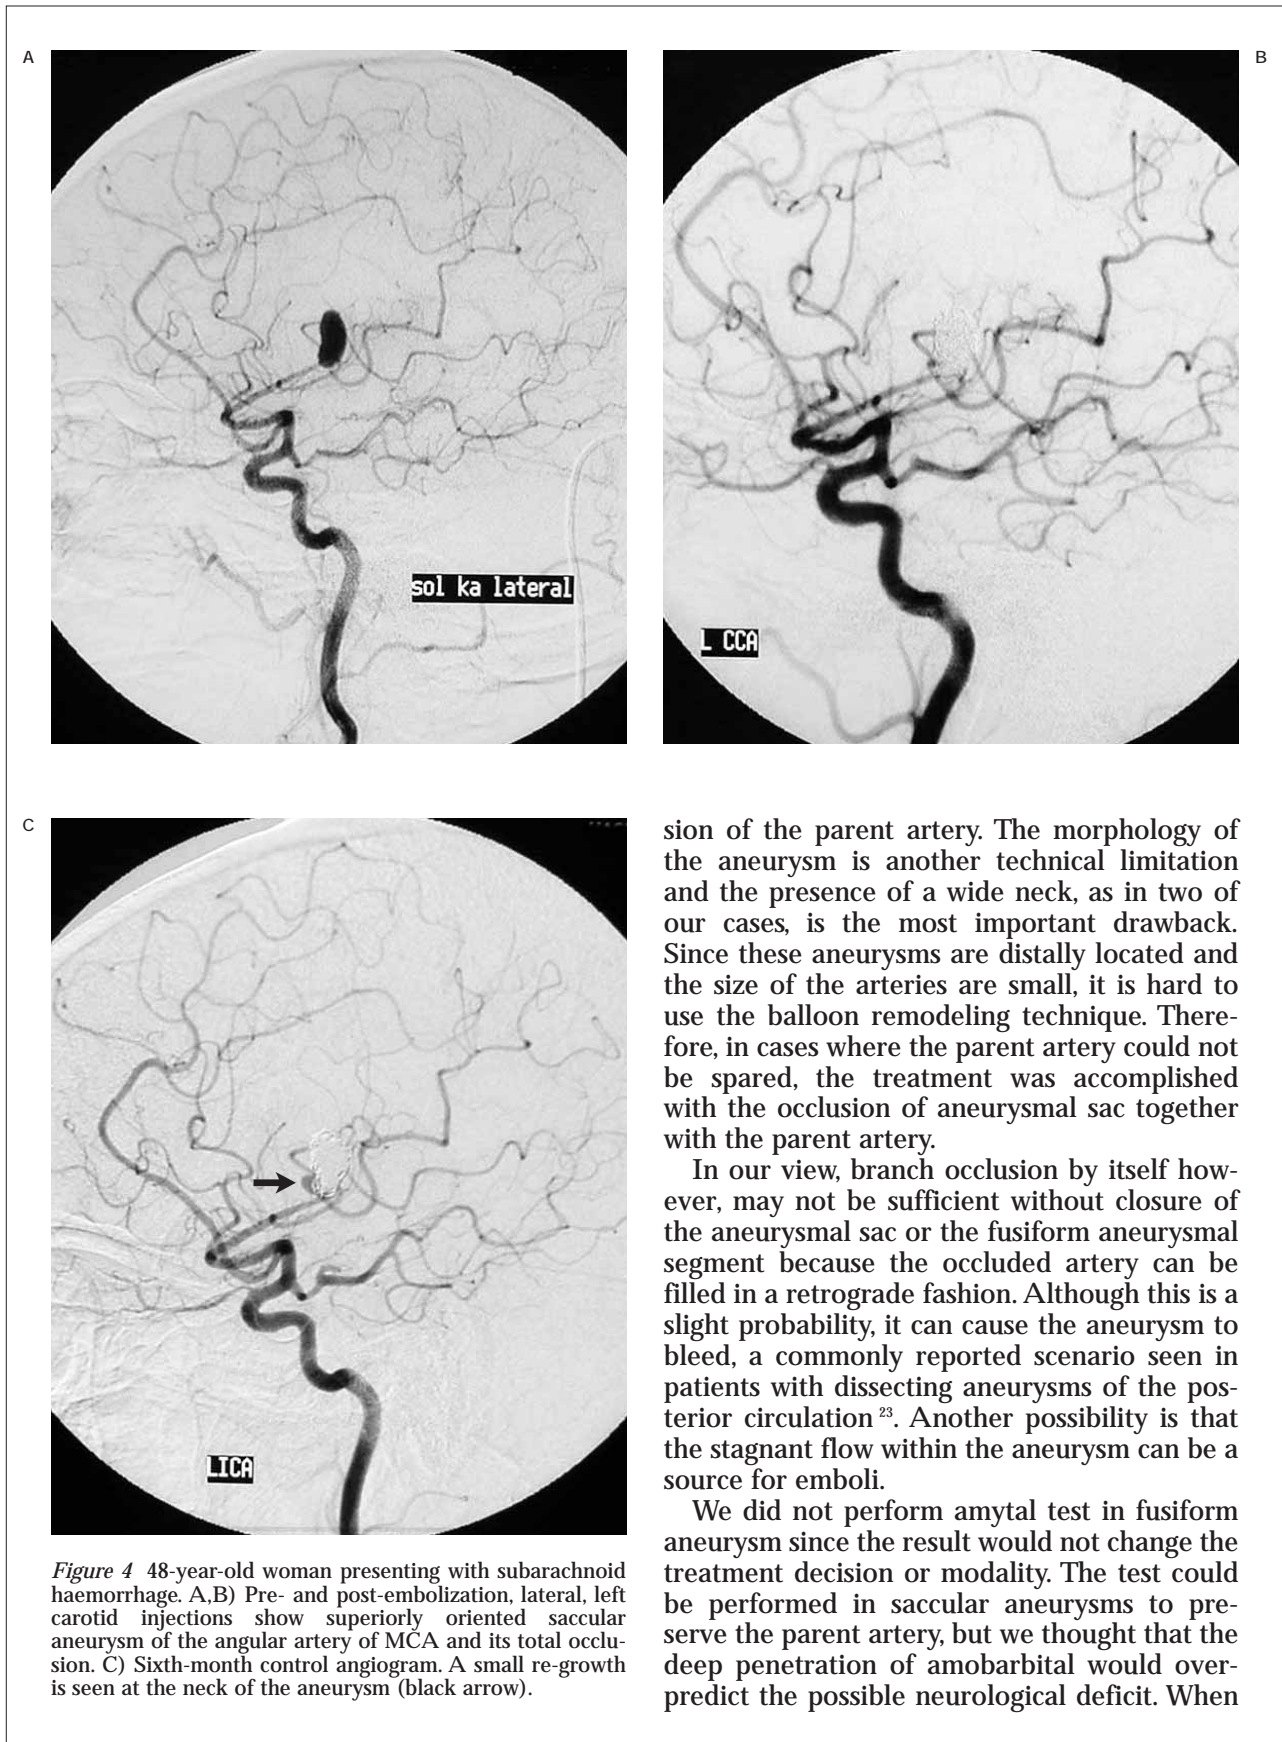 A
B
sol ka lateral
L CCA
C
LICA
Figure 4 48-year-old woman presenting with subarachnoid
haemorrhage. A,B) Pre- and post-embolization, lateral, left
carotid injections show superiorly oriented saccular
aneurysm of the angular artery of MCA and its total occlu-
sion. C) Sixth-month control angiogram. A small re-growth
is seen at the neck of the aneurysm (black arrow).
sion of the parent artery. The morphology of
the aneurysm is another technical limitation
and the presence of a wide neck, as in two of
our cases, is the most important drawback.
Since these aneurysms are distally located and
the size of the arteries are small, it is hard to
use the balloon remodeling technique. There-
fore, in cases where the parent artery could not
be spared, the treatment was accomplished
with the occlusion of aneurysmal sac together
with the parent artery.
In our view, branch occlusion by itself how-
ever, may not be sufficient without closure of
the aneurysmal sac or the fusiform aneurysmal
segment because the occluded artery can be
filled in a retrograde fashion. Although this is a
slight probability, it can cause the aneurysm to
bleed, a commonly reported scenario seen in
patients with dissecting aneurysms of the pos-
terior circulation 23. Another possibility is that
the stagnant flow within the aneurysm can be a
source for emboli.
We did not perform amytal test in fusiform
aneurysm since the result would not change the
treatment decision or modality. The test could
be performed in saccular aneurysms to pre-
serve the parent artery, but we thought that the
deep penetration of amobarbital would over-
predict the possible neurological deficit. When